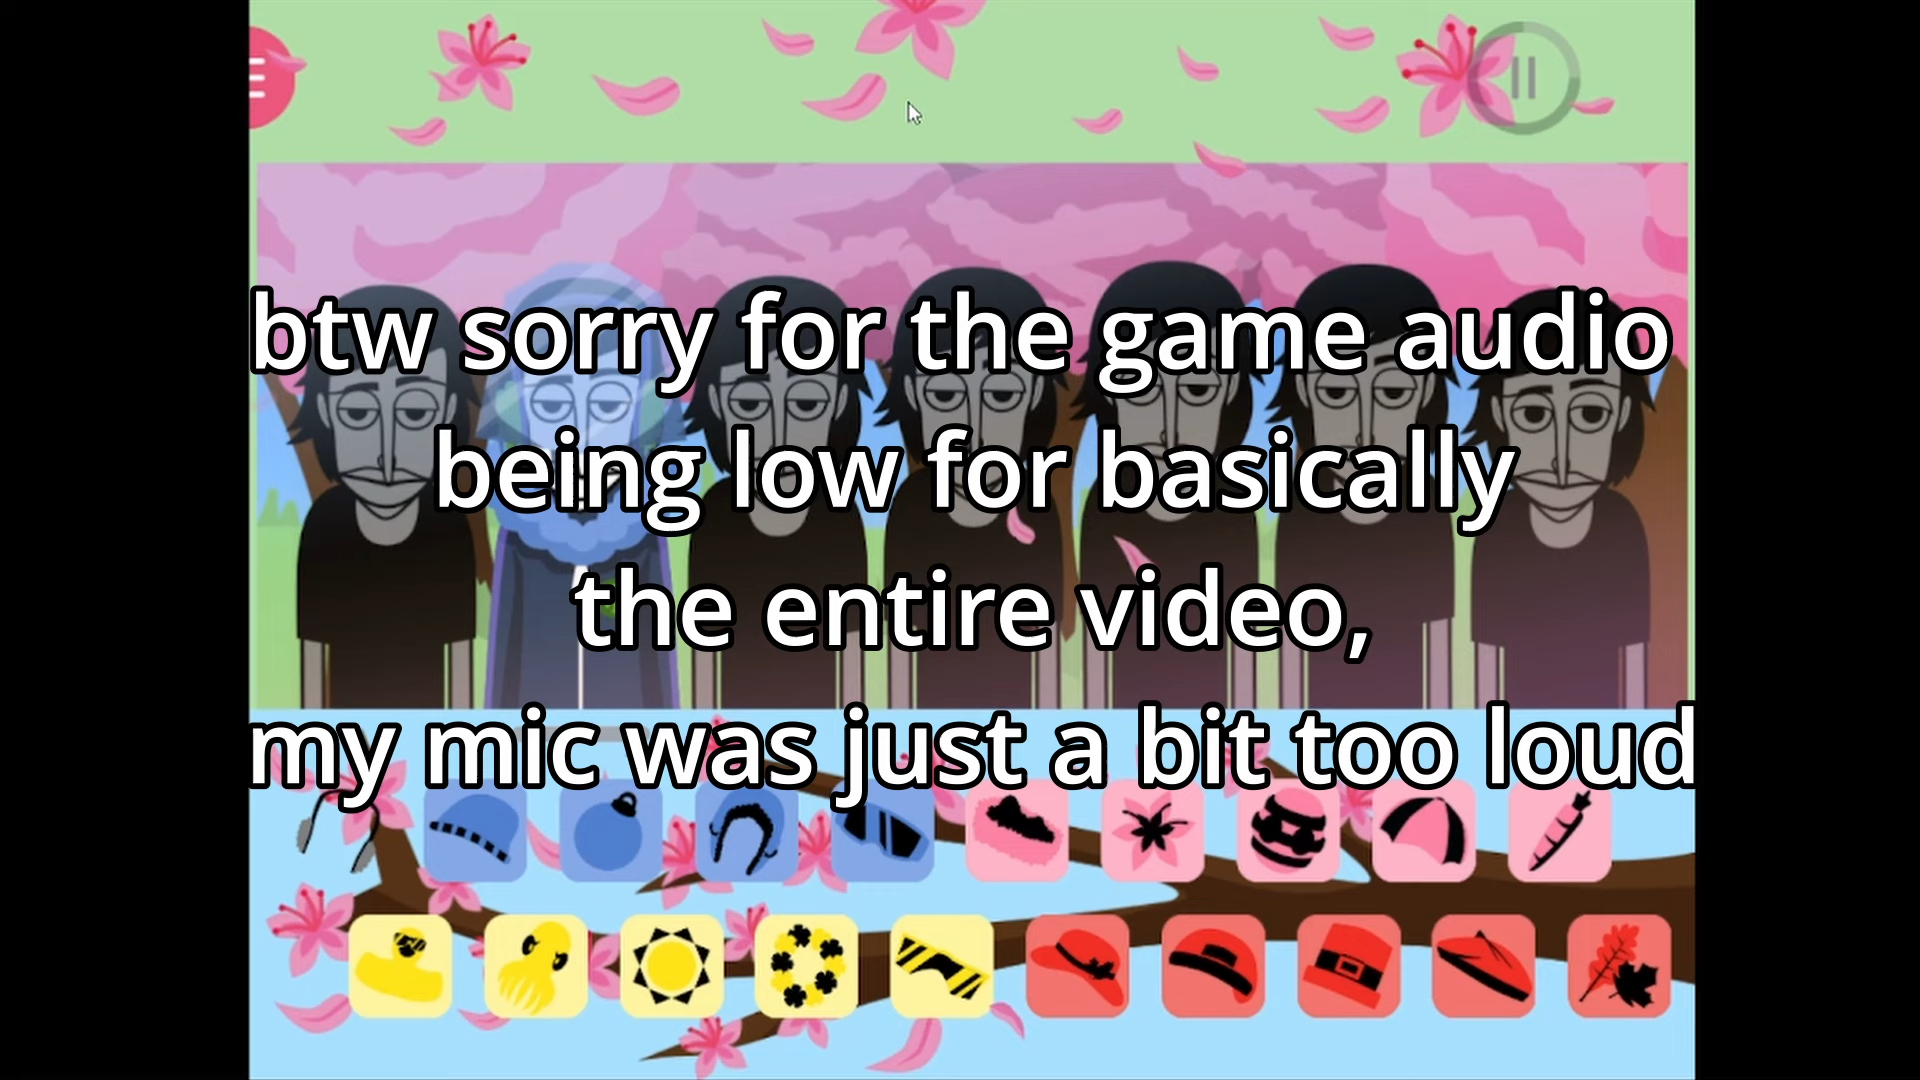 btw sorry for the game audio
being low for basically
the entire video,
my mic was just a bit too loud